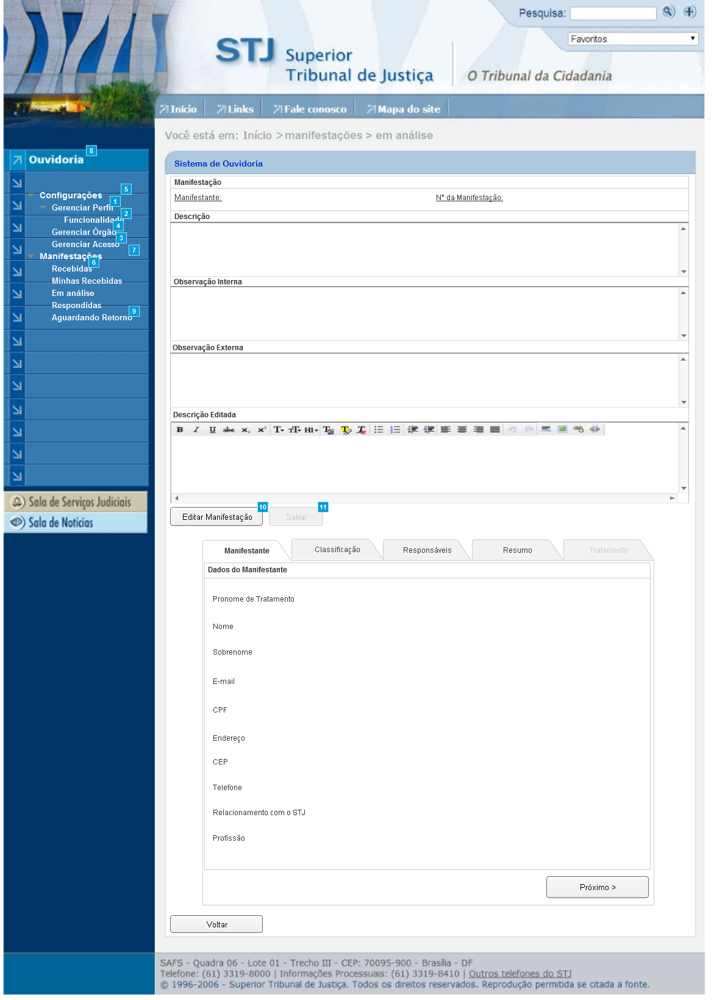 Pesquisa:
Favoritos
STJ Superior
Tribunal de Justiça
O Tribunal da Cidadania
Início
Links
Fale conosco
Mapa do site
Você está em: Início > manifestações > em análise
Ouvidoria
8
Configurações
5
Gerenciar Perfil
1
Funcionalidade
2
Gerenciar Órgão
4
Gerenciar Acesso
3
Manifestações
7
Recebidas
6
Minhas Recebidas
Em análise
Respondidas
Aguardando Retorno
9
Sala de Serviços Judiciais
Sala de Notícias
Sistema de Ouvidoria
Manifestação
Manifestante:
N° da Manifestação:
Descrição
Observação Interna
Observação Externa
Descrição Editada
B I U abc x₂ x² T tT H1 T T T
Editar Manifestação
10
Salvar
11
Manifestante
Classificação
Responsáveis
Resumo
Tratamento
Dados do Manifestante
Pronome de Tratamento
Nome
Sobrenome
E-mail
CPF
Endereço
CEP
Telefone
Relacionamento com o STJ
Profissão
Próximo >
Voltar
SAFS - Quadra 06 - Lote 01 - Trecho III - CEP: 70095-900 - Brasília - DF
Telefone: (61) 3319-8000 | Informações Processuais: (61) 3319-8410 | Outros telefones do STJ
© 1996-2006 - Superior Tribunal de Justiça. Todos os direitos reservados. Reprodução permitida se citada a fonte.